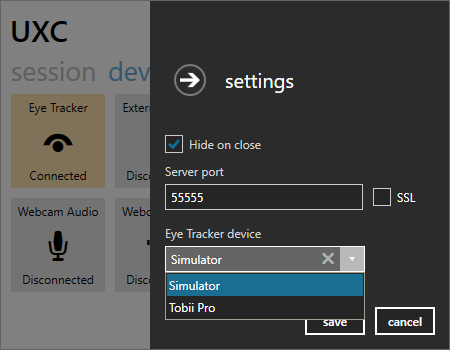 UXC
session dev
settings
Eye Tracker
Extern
Connected
Disco
Hide on close
Server port
55555
SSL
Webcam Audio
Webc
Disconnected
Disco
Eye Tracker device
Simulator
Simulator
Tobii Pro
save
cancel